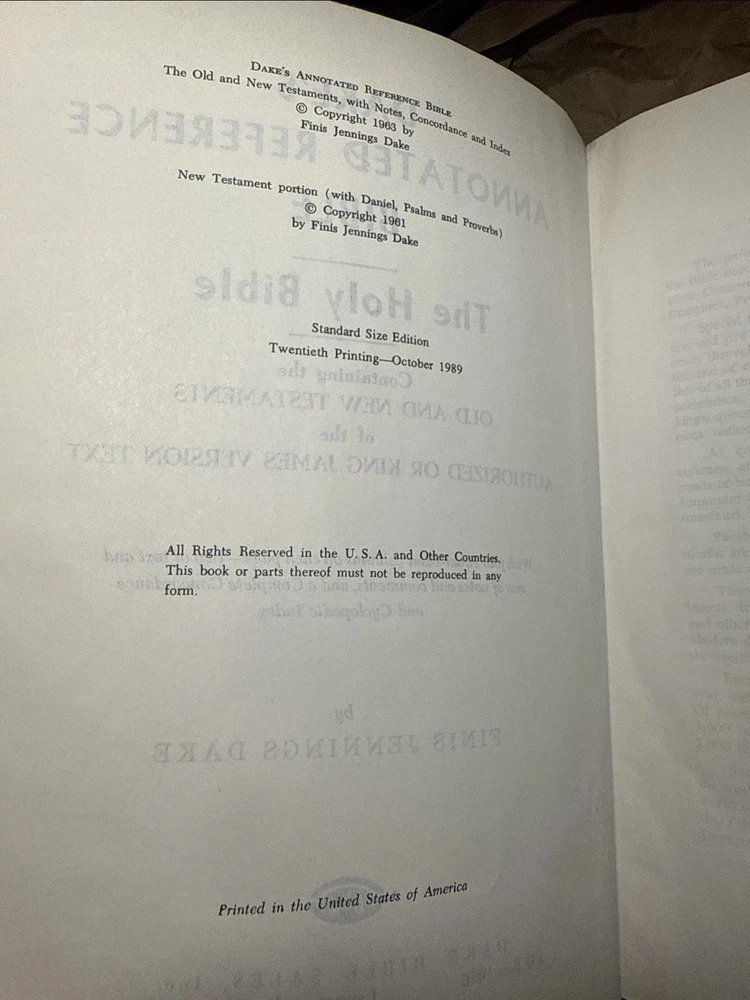 DAKE'S ANNOTATED REFERENCE BIBLE
The Old and New Testaments, with Notes, Concordance and Index
© Copyright 1963 by
Finis Jennings Dake
New Testament portion (with Daniel, Psalms and Proverbs)
© Copyright 1961
by Finis Jennings Dake
Standard Size Edition
Twentieth Printing—October 1989
All Rights Reserved in the U. S. A. and Other Countries.
This book or parts thereof must not be reproduced in any
form.
Printed in the United States of America